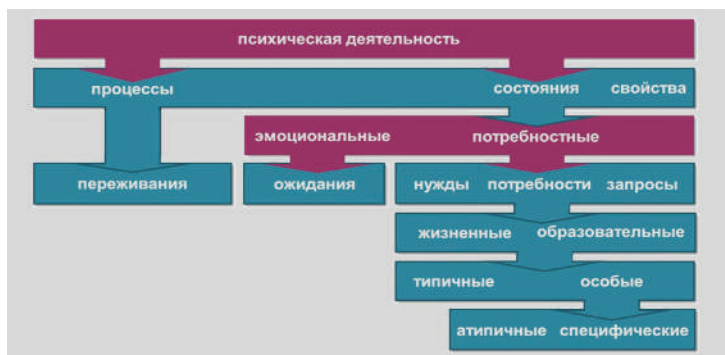 психическая деятельность
процессы состояния свойства
эмоциональные потребностные
переживания ожидания нужды потребности запросы
жизненные образовательные
типичные особые
атипичные специфические